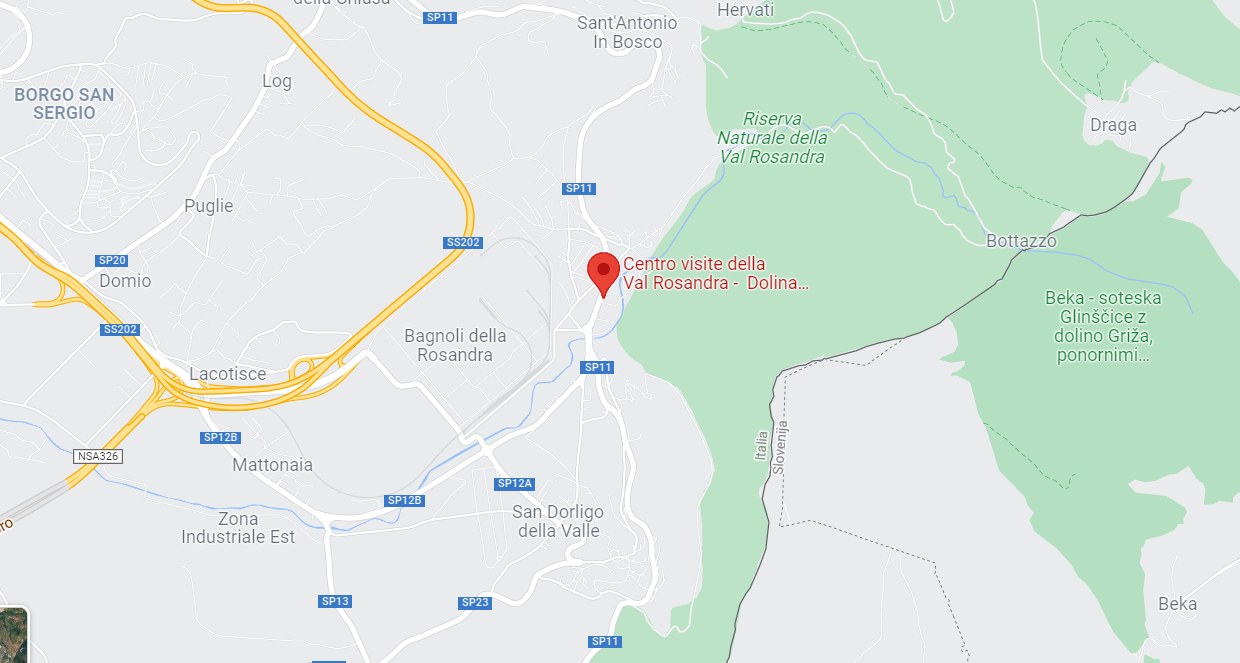 della Chiusa
SP11
Sant'Antonio
In Bosco
Hervati
Log
BORGO SAN
SERGIO
Riserva
Naturale della
Val Rosandra
Draga
SP11
Puglie
SS202
SP20
Domio
Bottazzo
Centro visite della
Val Rosandra - Dolina...
Beka - soteska
Glinščice z
dolino Griža,
ponornimi...
SS202
Bagnoli della
Rosandra
Lacotisce
SP11
SP12B
Italia
Slovenija
NSA326
Mattonaia
SP12A
SP12B
San Dorligo
della Valle
Zona
Industriale Est
SP13
SP23
Beka
SP11